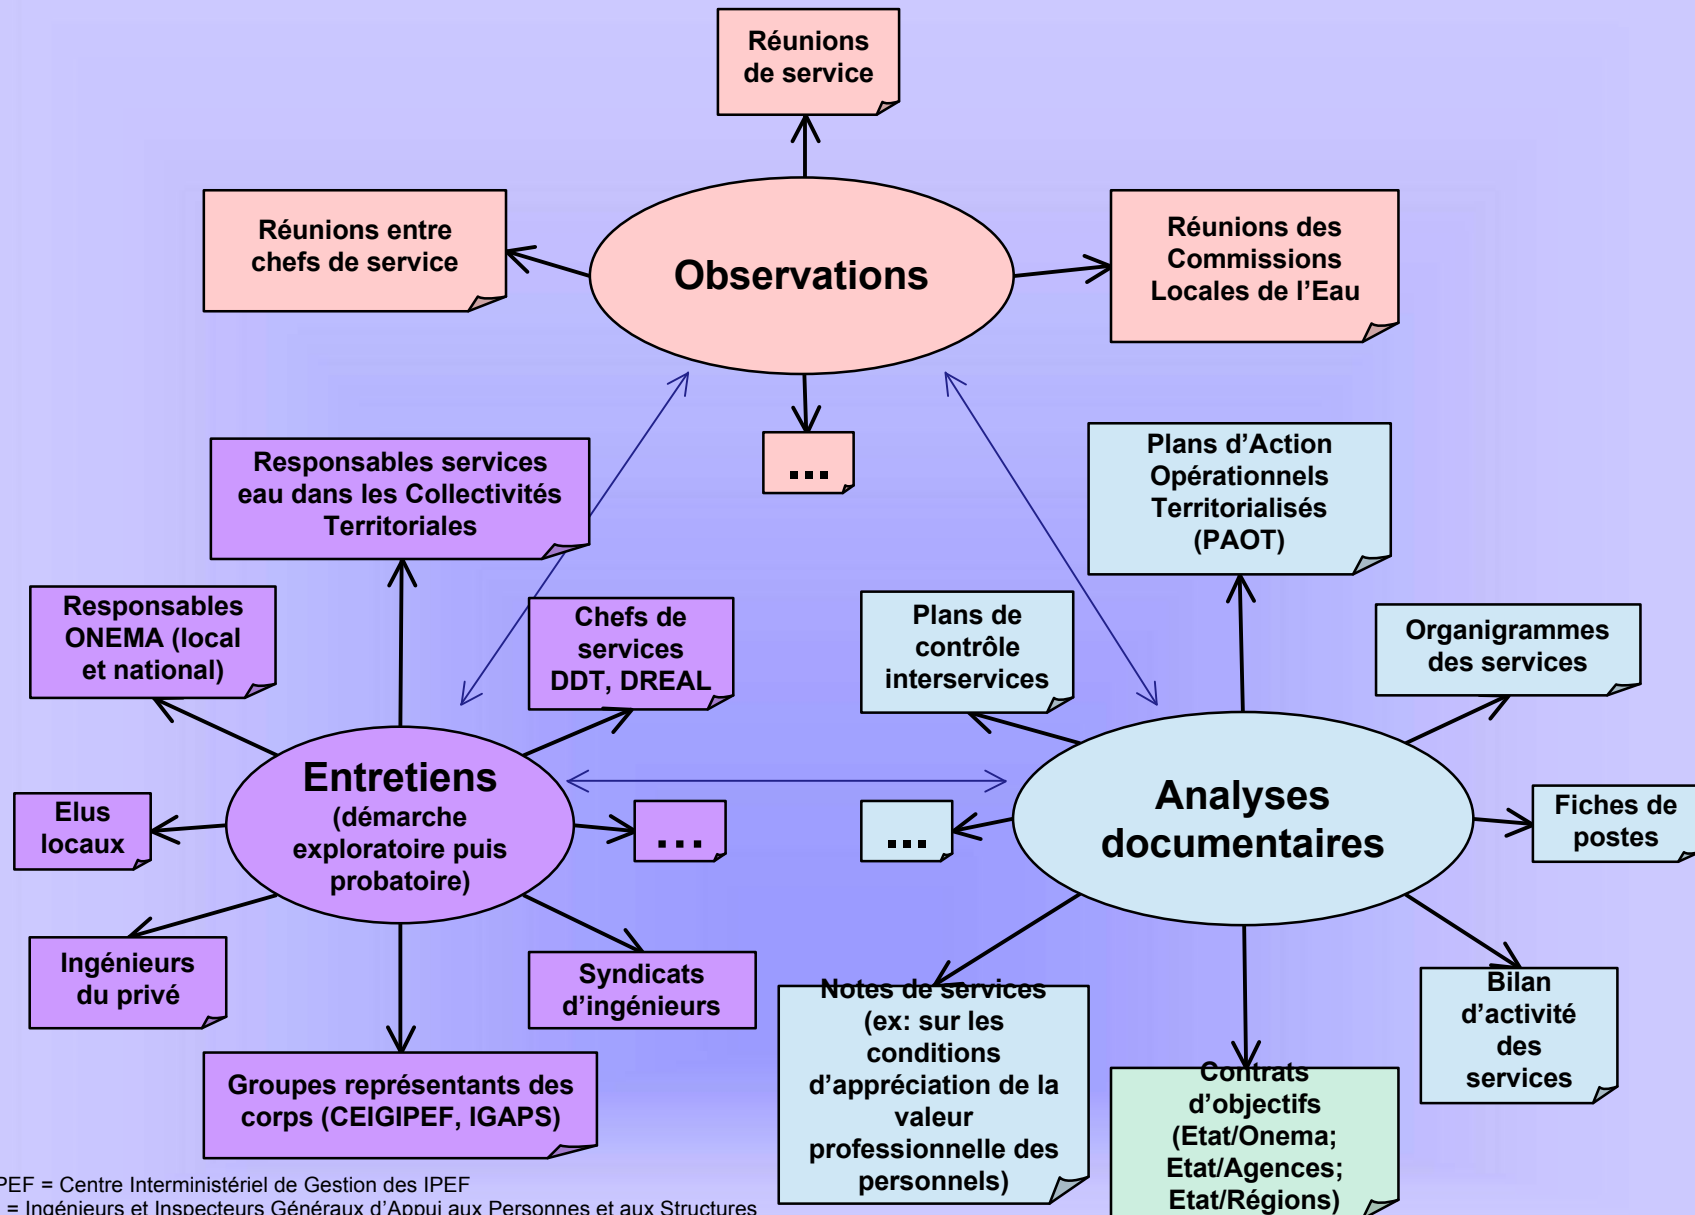 Réunions
de service
Réunions entre
chefs de service
Observations
Réunions des
Commissions
Locales de l’Eau
...
Responsables services
eau dans les Collectivités
Territoriales
Plans d’Action
Opérationnels
Territorialisés
(PAOT)
Responsables
ONEMA (local
et national)
Chefs de
services
DDT, DREAL
Plans de
contrôle
interservices
Organigrammes
des services
Entretiens
(démarche
exploratoire puis
probatoire)
Elus
locaux
...
...
Analyses
documentaires
Fiches de
postes
Ingénieurs
du privé
Syndicats
d’ingénieurs
Groupes représentants des
corps (CEIGIPEF, IGAPS)
Notes de services
(ex: sur les
conditions
d’appréciation de la
valeur
professionnelle des
personnels)
Contrats
d’objectifs
(Etat/Onema;
Etat/Agences;
Etat/Régions)
Bilan
d’activité
des
services
PEF = Centre Interministériel de Gestion des IPEF
= Ingénieurs et Inspecteurs Généraux d’Appui aux Personnes et aux Structures